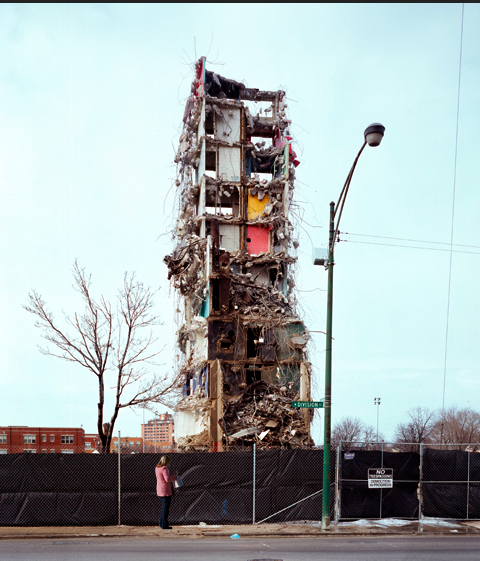 DIVISION
NO
TRESPASSING
DEMOLITION
IN PROGRESS